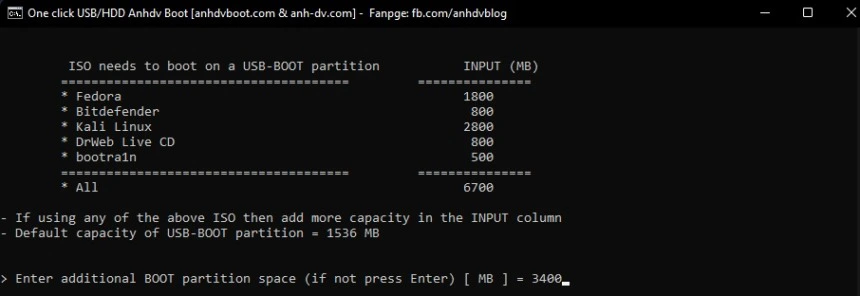 One click USB/HDD Anhdv Boot [anhdvboot.com & anh-dv.com] - Fanpge: fb.com/anhdvblog
ISO needs to boot on a USB-BOOT partition INPUT (MB)
===================================== ===============
* Fedora 1800
* Bitdefender 800
* Kali Linux 2800
* DrWeb Live CD 800
* bootra1n 500
===================================== ===============
* All 6700
- If using any of the above ISO then add more capacity in the INPUT column
- Default capacity of USB-BOOT partition = 1536 MB
> Enter additional BOOT partition space (if not press Enter) [ MB ] = 3400_